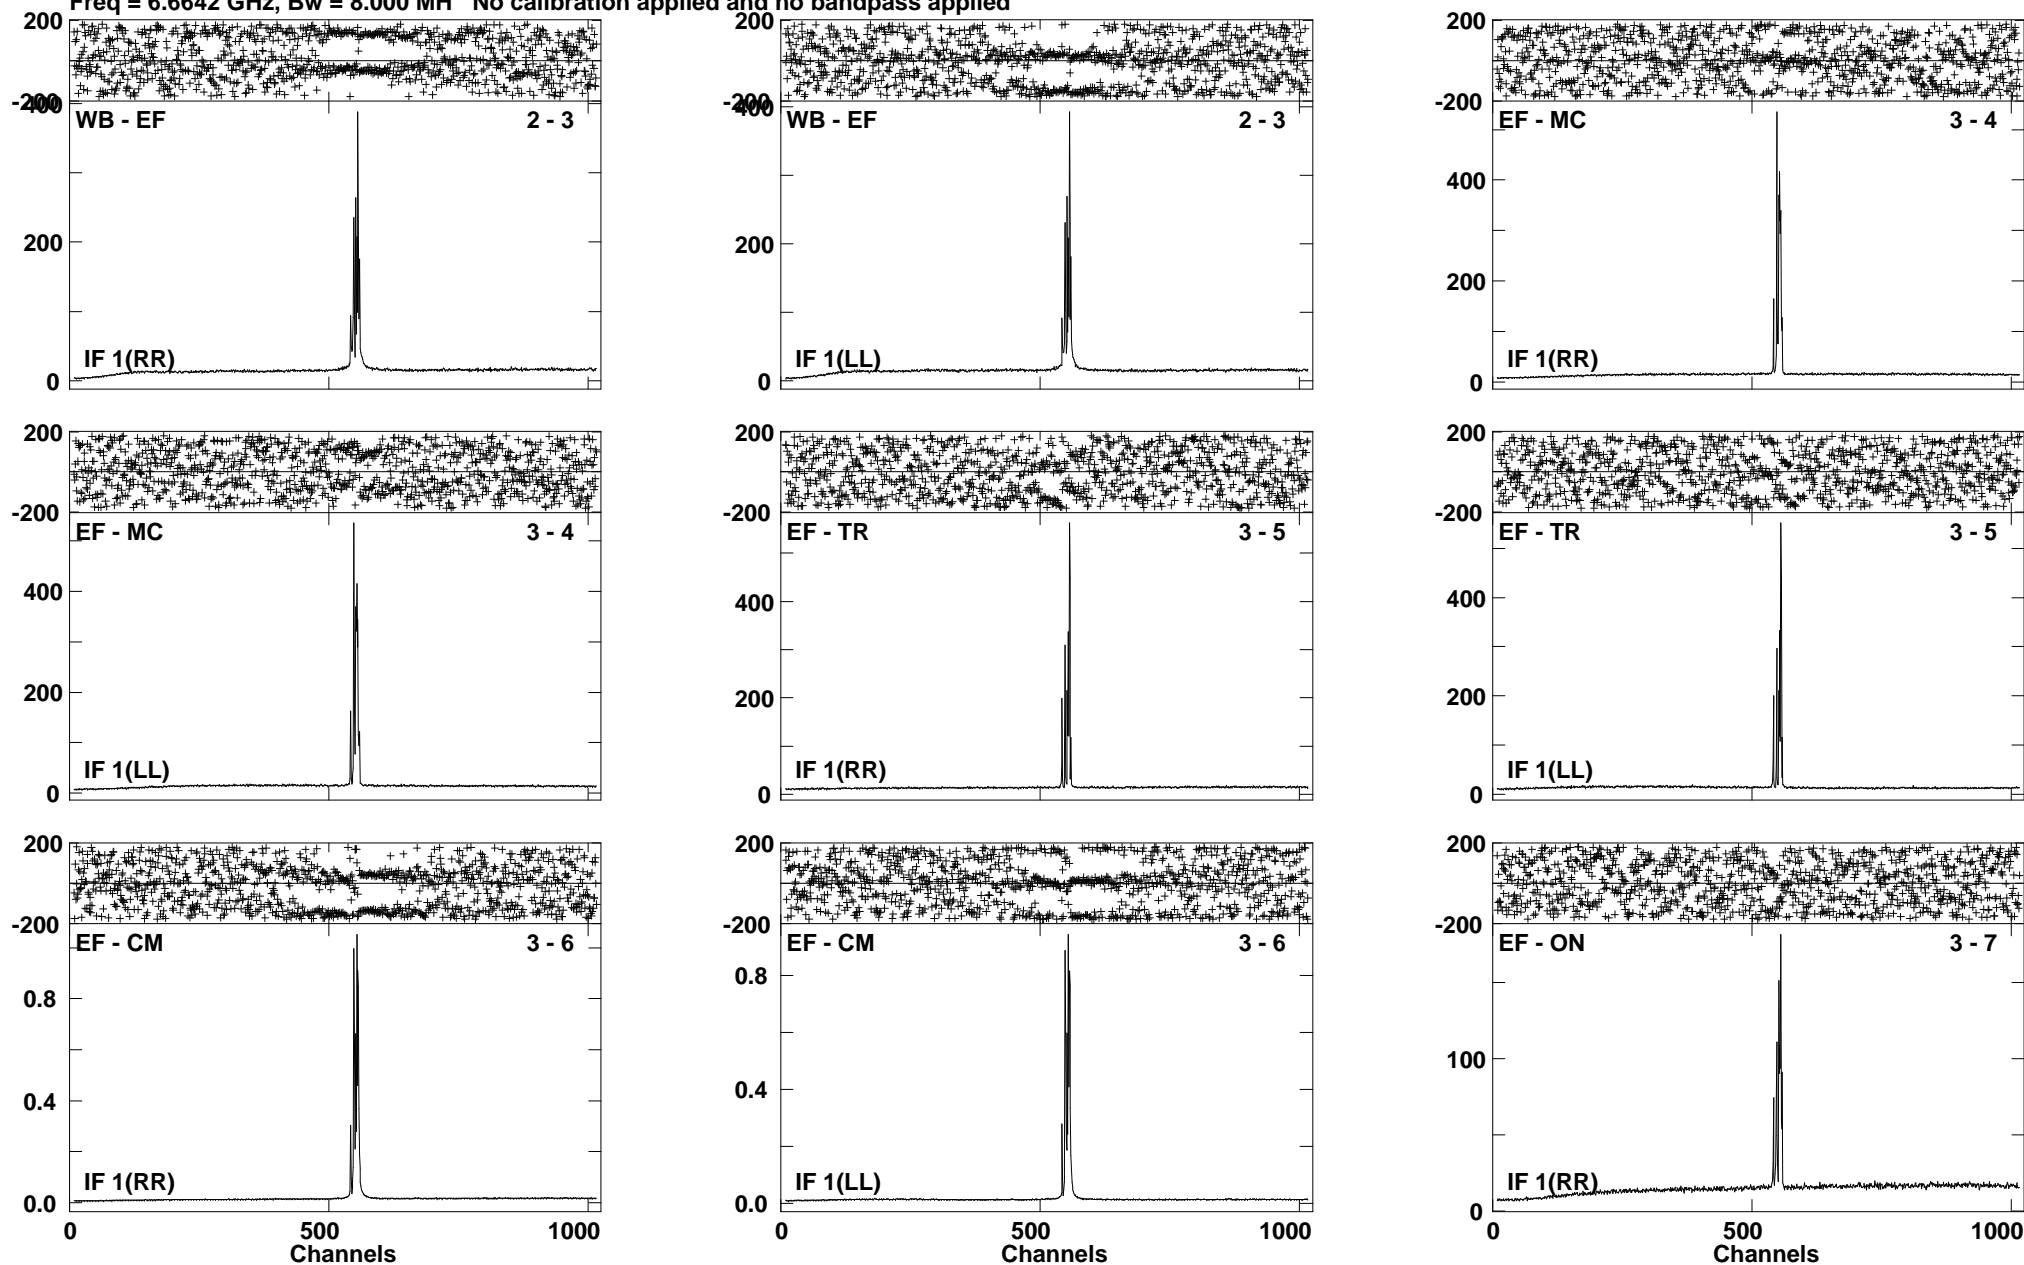 Freq = 6.6642 GHz, Bw = 8.000 MH No calibration applied and no bandpass applied
200
-200
400
WB - EF 2 - 3
200
IF 1(RR)
0
200
-200
400
WB - EF 2 - 3
200
IF 1(LL)
0
200
-200
EF - MC 3 - 4
400
200
IF 1(RR)
0
200
-200
EF - MC 3 - 4
400
200
IF 1(LL)
0
200
-200
EF - TR 3 - 5
400
200
IF 1(RR)
0
200
-200
EF - TR 3 - 5
400
200
IF 1(LL)
0
200
-200
EF - CM 3 - 6
0.8
0.4
IF 1(RR)
0.0
0 500 1000
Channels
200
-200
EF - CM 3 - 6
0.8
0.4
IF 1(LL)
0.0
0 500 1000
Channels
200
-200
EF - ON 3 - 7
100
IF 1(RR)
0
0 500 1000
Channels